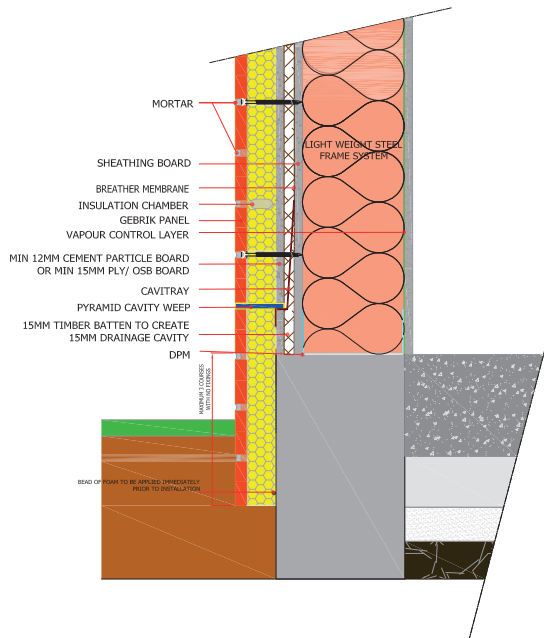 MORTAR
LIGHT WEIGHT STEEL
FRAME SYSTEM
SHEATHING BOARD
BREATHER MEMBRANE
INSULATION CHAMBER
GEBRIK PANEL
VAPOUR CONTROL LAYER
MIN 12MM CEMENT PARTICLE BOARD
OR MIN 15MM PLY/ OSB BOARD
CAVITRAY
PYRAMID CAVITY WEEP
15MM TIMBER BATTEN TO CREATE
15MM DRAINAGE CAVITY
DPM
MAXIMUM 3 COURSES
WITH NO FIXINGS
BEAD OF FOAM TO BE APPLIED IMMEDIATELY
PRIOR TO INSTALLATION